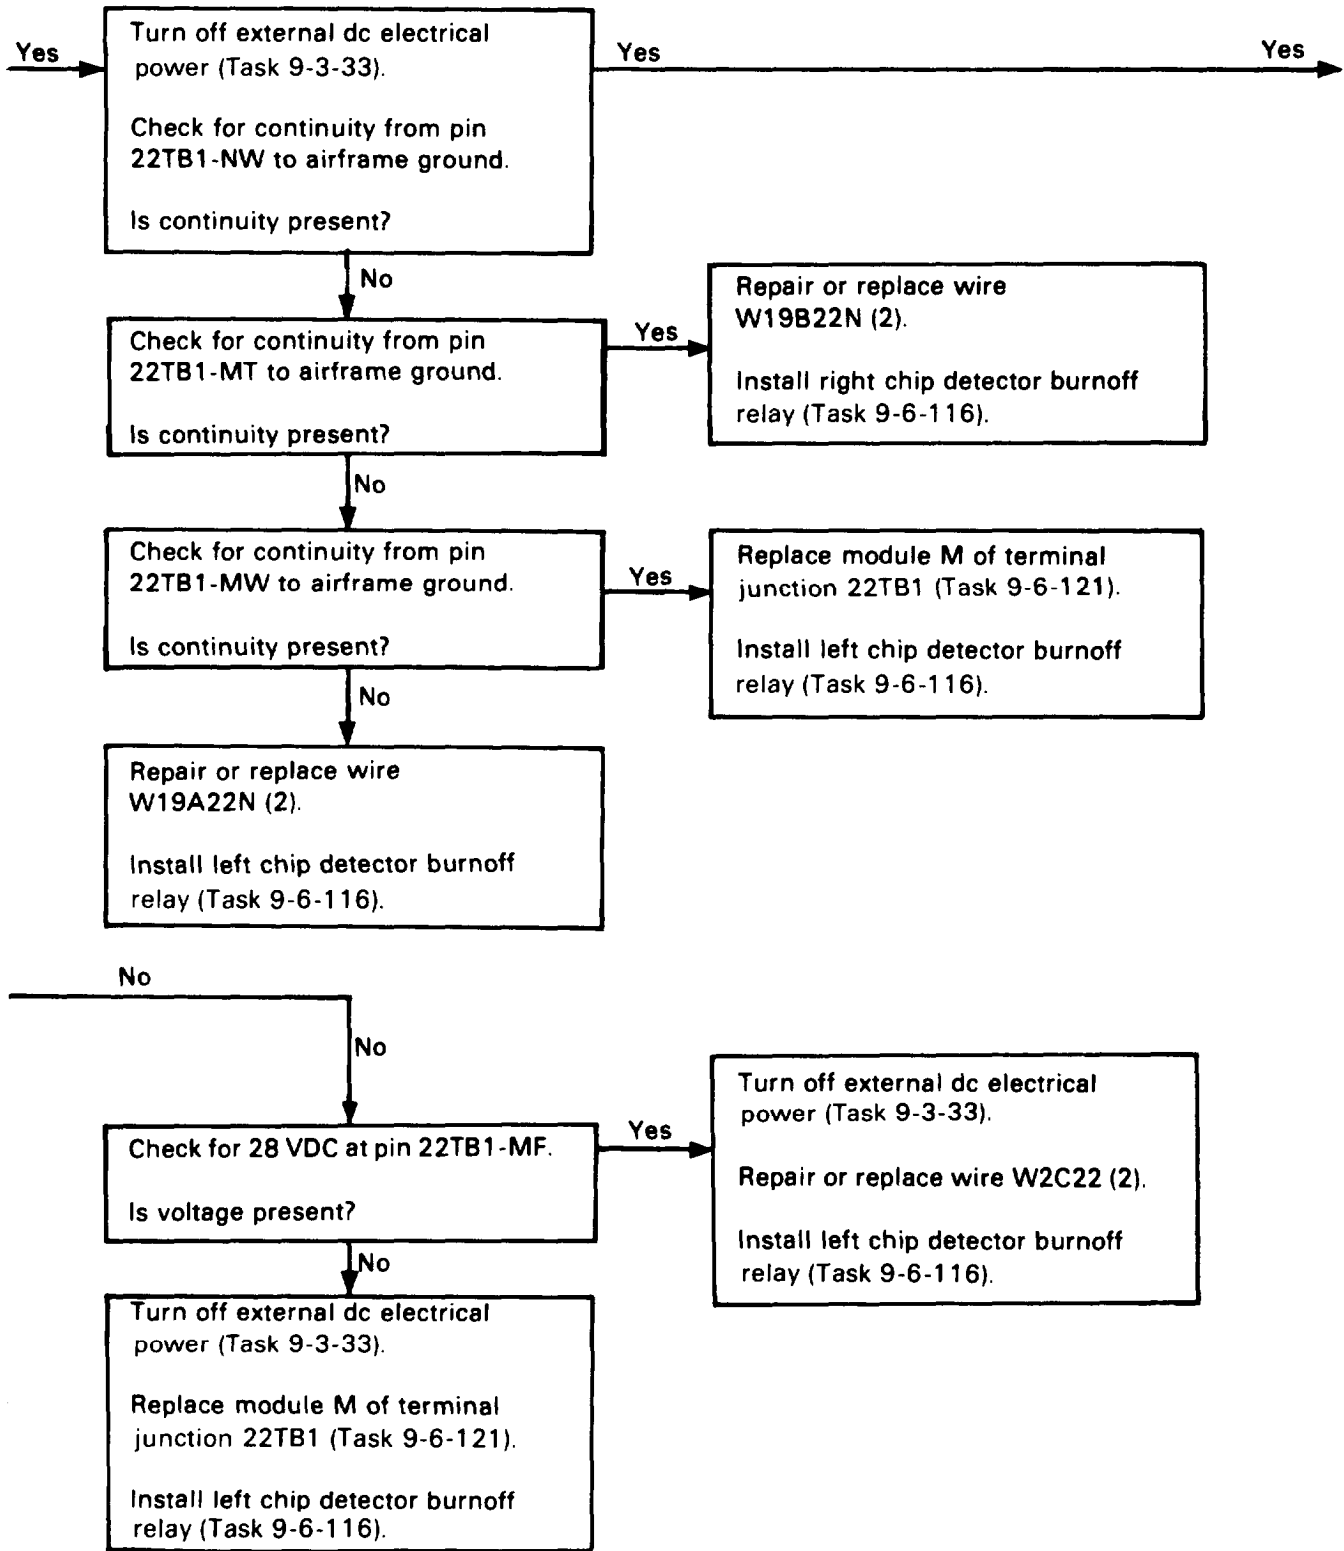 Yes
Turn off external dc electrical
power (Task 9-3-33).
Check for continuity from pin
22TB1-NW to airframe ground.
Is continuity present?
Yes
Yes
No
Check for continuity from pin
22TB1-MT to airframe ground.
Is continuity present?
Yes
Repair or replace wire
W19B22N (2).
Install right chip detector burnoff
relay (Task 9-6-116).
No
Check for continuity from pin
22TB1-MW to airframe ground.
Is continuity present?
Yes
Replace module M of terminal
junction 22TB1 (Task 9-6-121).
Install left chip detector burnoff
relay (Task 9-6-116).
No
Repair or replace wire
W19A22N (2).
Install left chip detector burnoff
relay (Task 9-6-116).
No
No
Check for 28 VDC at pin 22TB1-MF.
Is voltage present?
Yes
Turn off external dc electrical
power (Task 9-3-33).
Repair or replace wire W2C22 (2).
Install left chip detector burnoff
relay (Task 9-6-116).
No
Turn off external dc electrical
power (Task 9-3-33).
Replace module M of terminal
junction 22TB1 (Task 9-6-121).
Install left chip detector burnoff
relay (Task 9-6-116).